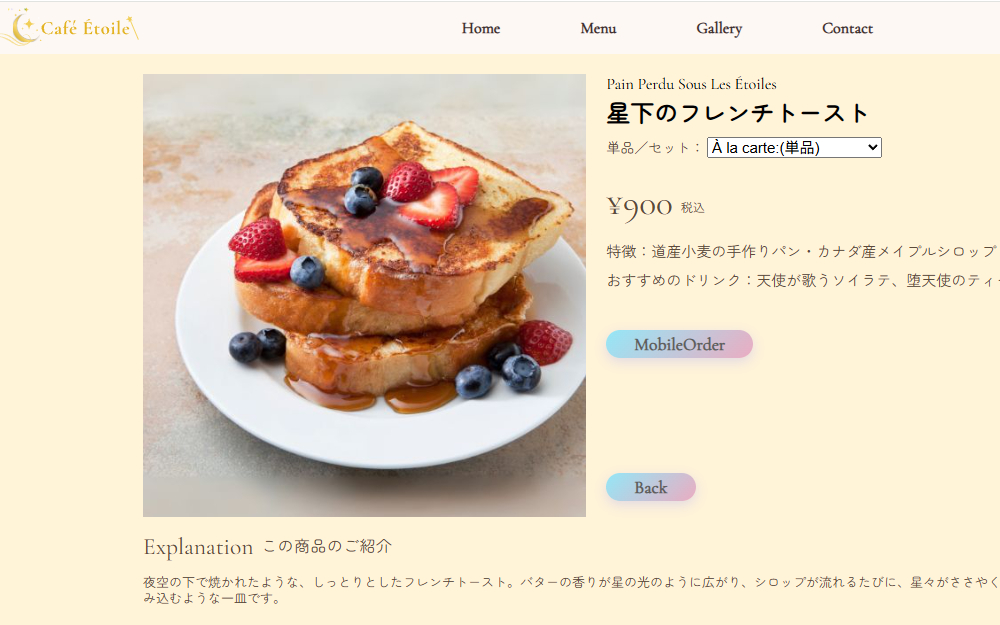 Café Étoile
Home Menu Gallery Contact
Pain Perdu Sous Les Étoiles
星下のフレンチトースト
単品／セット： À la carte:(単品)
¥900 税込
特徴：道産小麦の手作りパン・カナダ産メイプルシロップ
おすすめのドリンク：天使が歌うソイラテ、堕天使のティ
MobileOrder
Back
Explanation この商品のご紹介
夜空の下で焼かれたような、しっとりとしたフレンチトースト。バターの香りが星の光のように広がり、シロップが流れるたびに、星々がささやく
み込むような一皿です。